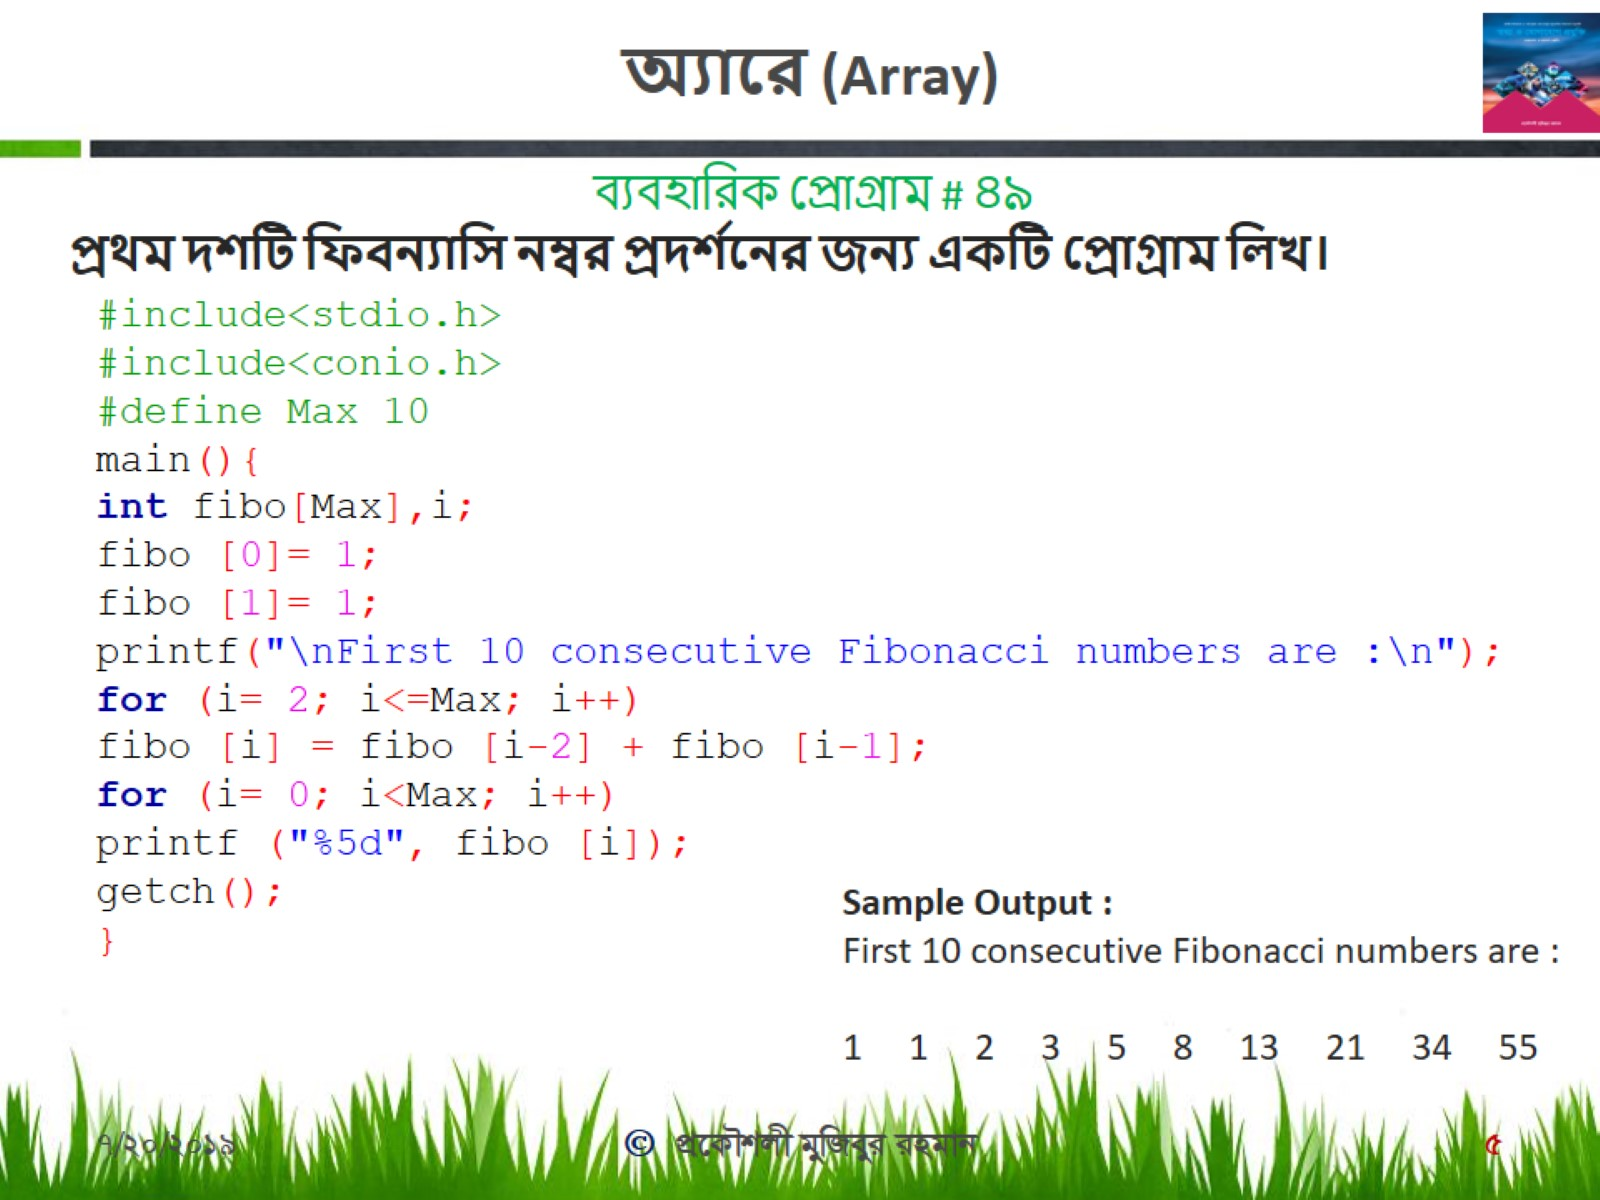 অ্যারে (Array)
ব্যবহারিক প্রোগ্রাম # ৪৯
প্রথম দশটি ফিবন্যাসি নম্বর প্রদর্শনের জন্য একটি প্রোগ্রাম লিখ।
#include<stdio.h>
#include<conio.h>
#define Max 10
main(){
int fibo[Max],i;
fibo [0]= 1;
fibo [1]= 1;
printf("\nFirst 10 consecutive Fibonacci numbers are :\n");
for (i= 2; i<=Max; i++)
fibo [i] = fibo [i-2] + fibo [i-1];
for (i= 0; i<Max; i++)
printf ("%5d", fibo [i]);
getch();
}
Sample Output :
First 10 consecutive Fibonacci numbers are :
1 1 2 3 5 8 13 21 34 55
৭/২০/২০১৯
© প্রকৌশলী মুজিবুর রহমান
৫